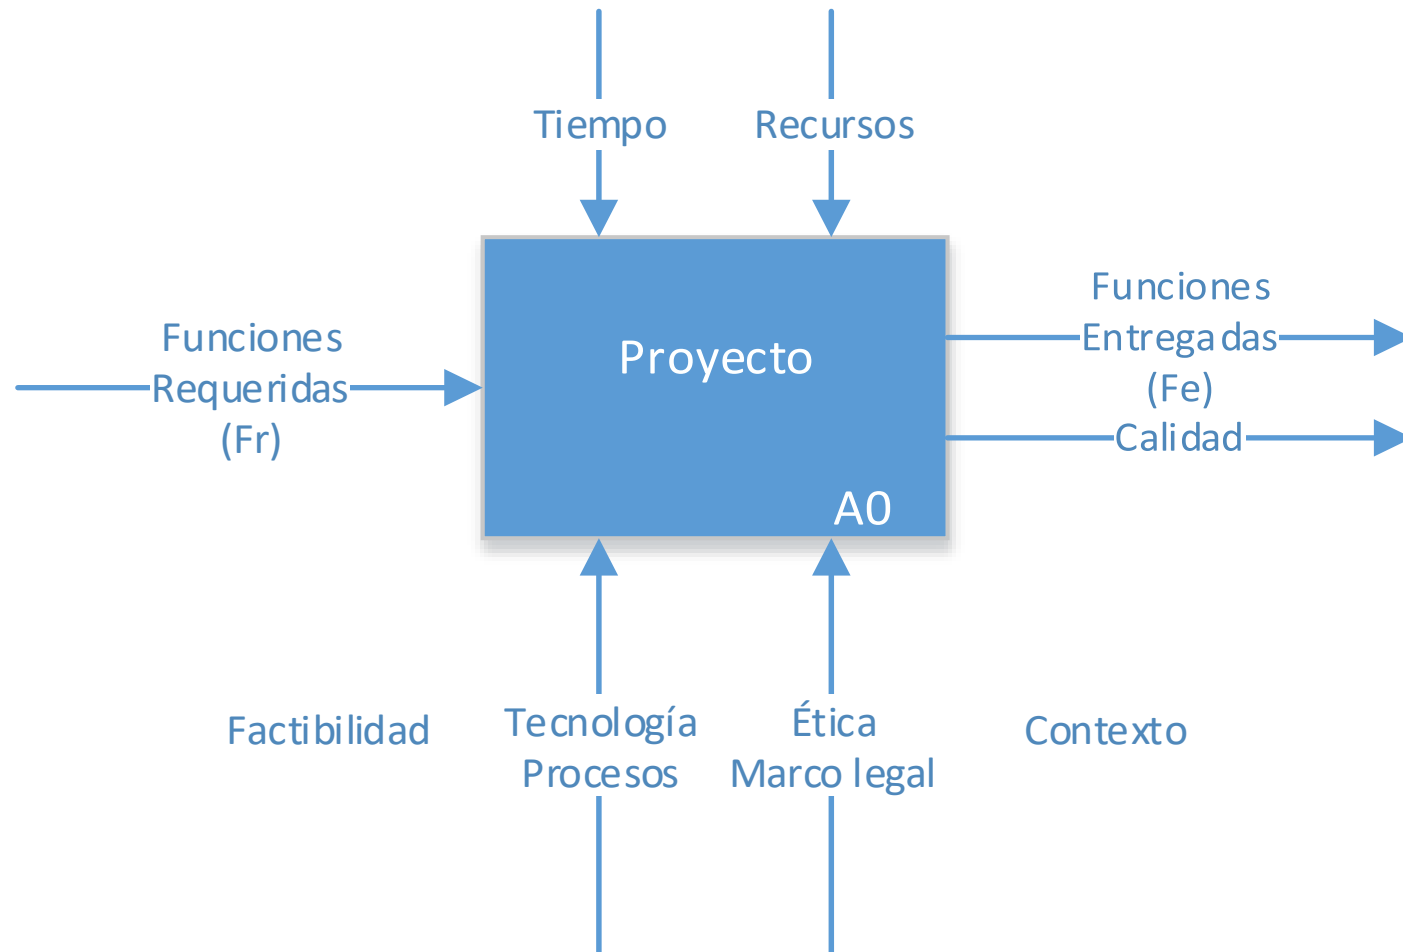 Tiempo
Recursos
Funciones
Requeridas
(Fr)
Proyecto
A0
Funciones
Entregadas
(Fe)
Calidad
Factibilidad
Tecnología
Procesos
Ética
Marco legal
Contexto